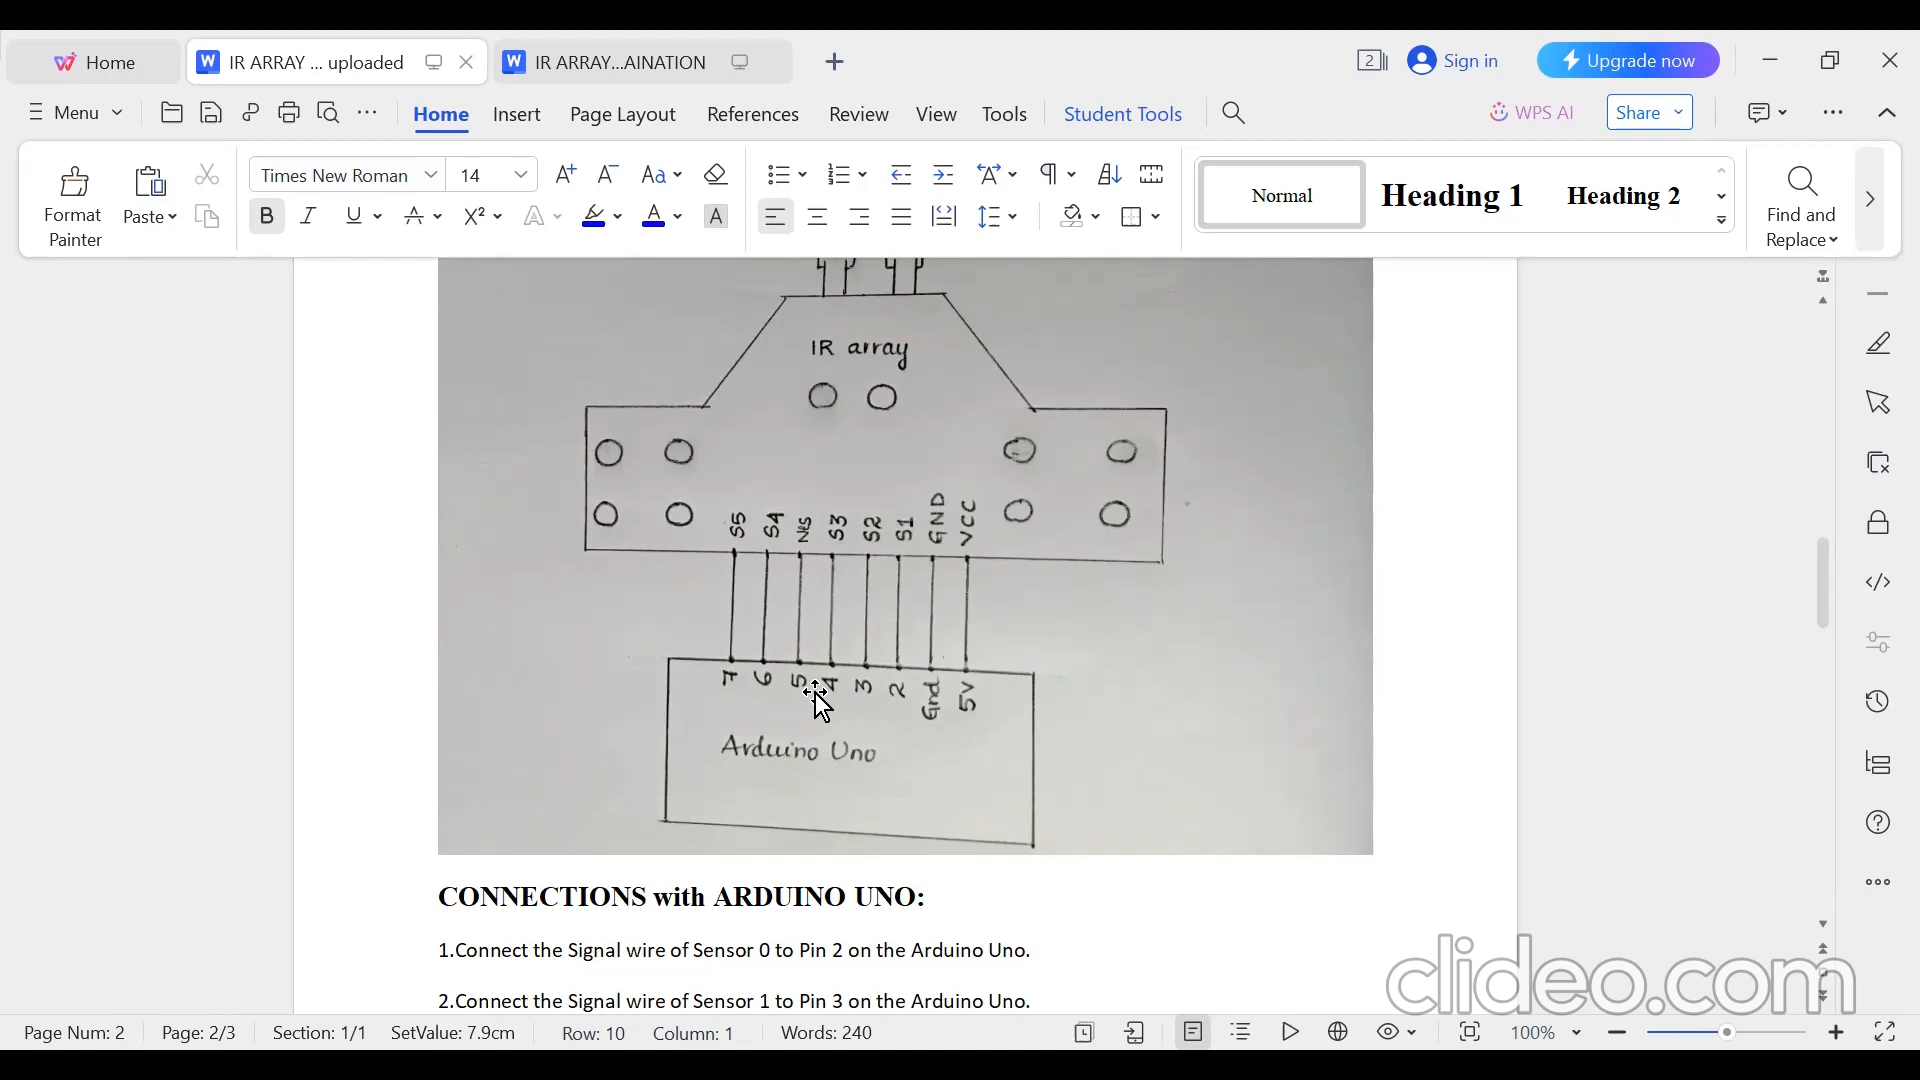 Home
IR ARRAY ... uploaded
IR ARRAY...AINATION
2
Sign in
Upgrade now
Menu
Home
Insert
Page Layout
References
Review
View
Tools
Student Tools
WPS AI
Share
Format
Painter
Paste
Times New Roman
14
Normal
Heading 1
Heading 2
Find and
Replace
IR array
S5
S4
S3
S2
S1
GND
VCC
7
6
5
4
3
2
Gnd
5V
Arduino Uno
CONNECTIONS with ARDUINO UNO:
1.Connect the Signal wire of Sensor 0 to Pin 2 on the Arduino Uno.
2.Connect the Signal wire of Sensor 1 to Pin 3 on the Arduino Uno.
clideo.com
Page Num: 2
Page: 2/3
Section: 1/1
SetValue: 7.9cm
Row: 10
Column: 1
Words: 240
100%